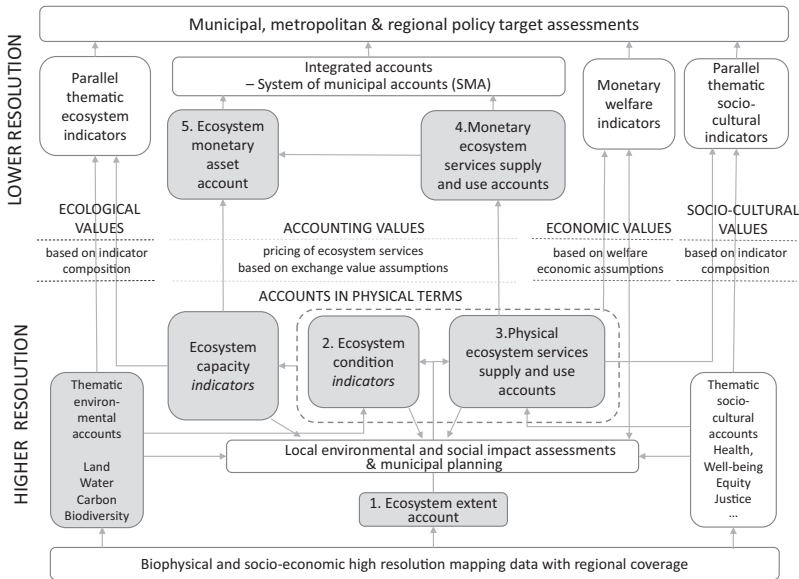 Municipal, metropolitan & regional policy target assessments
LOWER RESOLUTION
Parallel
thematic
ecosystem
indicators
Integrated accounts
– System of municipal accounts (SMA)
Monetary
welfare
indicators
Parallel
thematic
socio-
cultural
indicators
5. Ecosystem
monetary
asset
account
4.Monetary
ecosystem
services supply
and use accounts
ECOLOGICAL
VALUES
based on indicator
composition
ACCOUNTING VALUES
pricing of ecosystem services
based on exchange value assumptions
ECONOMIC VALUES
based on welfare
economic assumptions
SOCIO-CULTURAL
VALUES
based on indicator
composition
ACCOUNTS IN PHYSICAL TERMS
HIGHER RESOLUTION
Ecosystem
capacity
indicators
2. Ecosystem
condition
indicators
3.Physical
ecosystem services
supply and use
accounts
Thematic
environ-
mental
accounts
Land
Water
Carbon
Biodiversity
Thematic
socio-
cultural
accounts
Health,
Well-being
Equity
Justice
...
Local environmental and social impact assessments
& municipal planning
1. Ecosystem extent
account
Biophysical and socio-economic high resolution mapping data with regional coverage